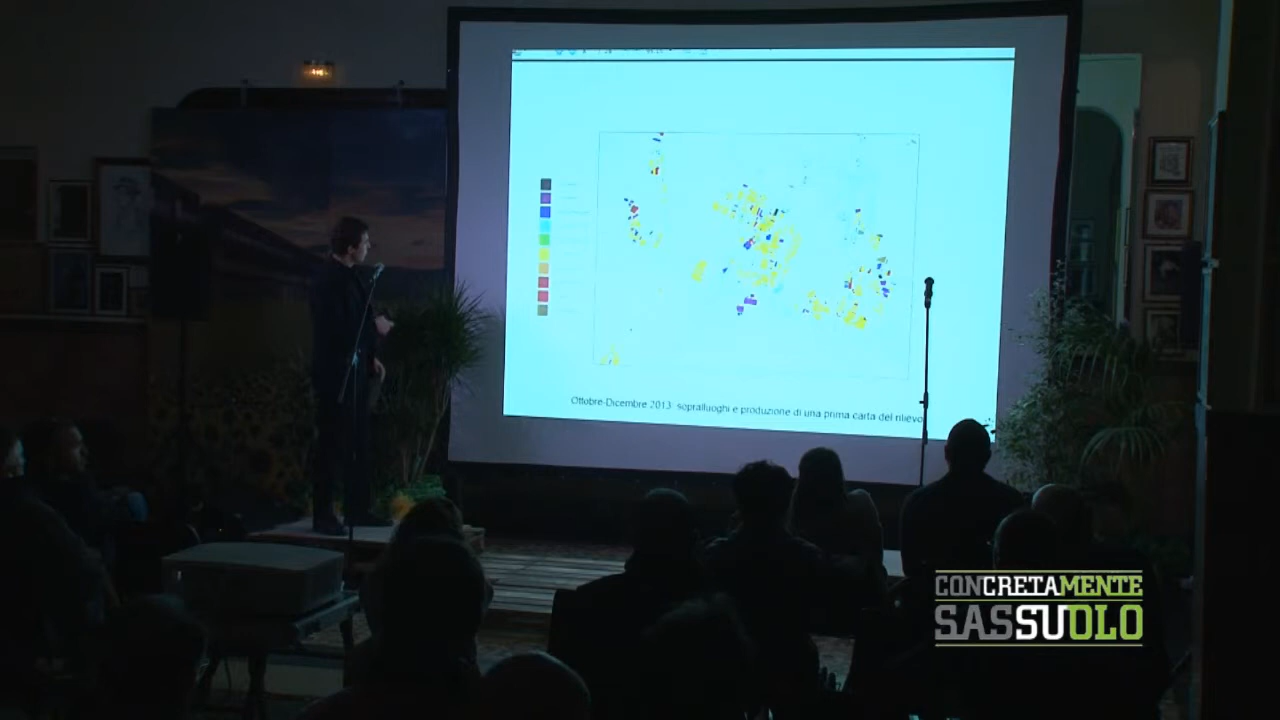 Ottobre-Dicembre 2013: sopralluoghi e produzione di una prima carta del rilievo
CONCRETAMENTE
SASSUOLO